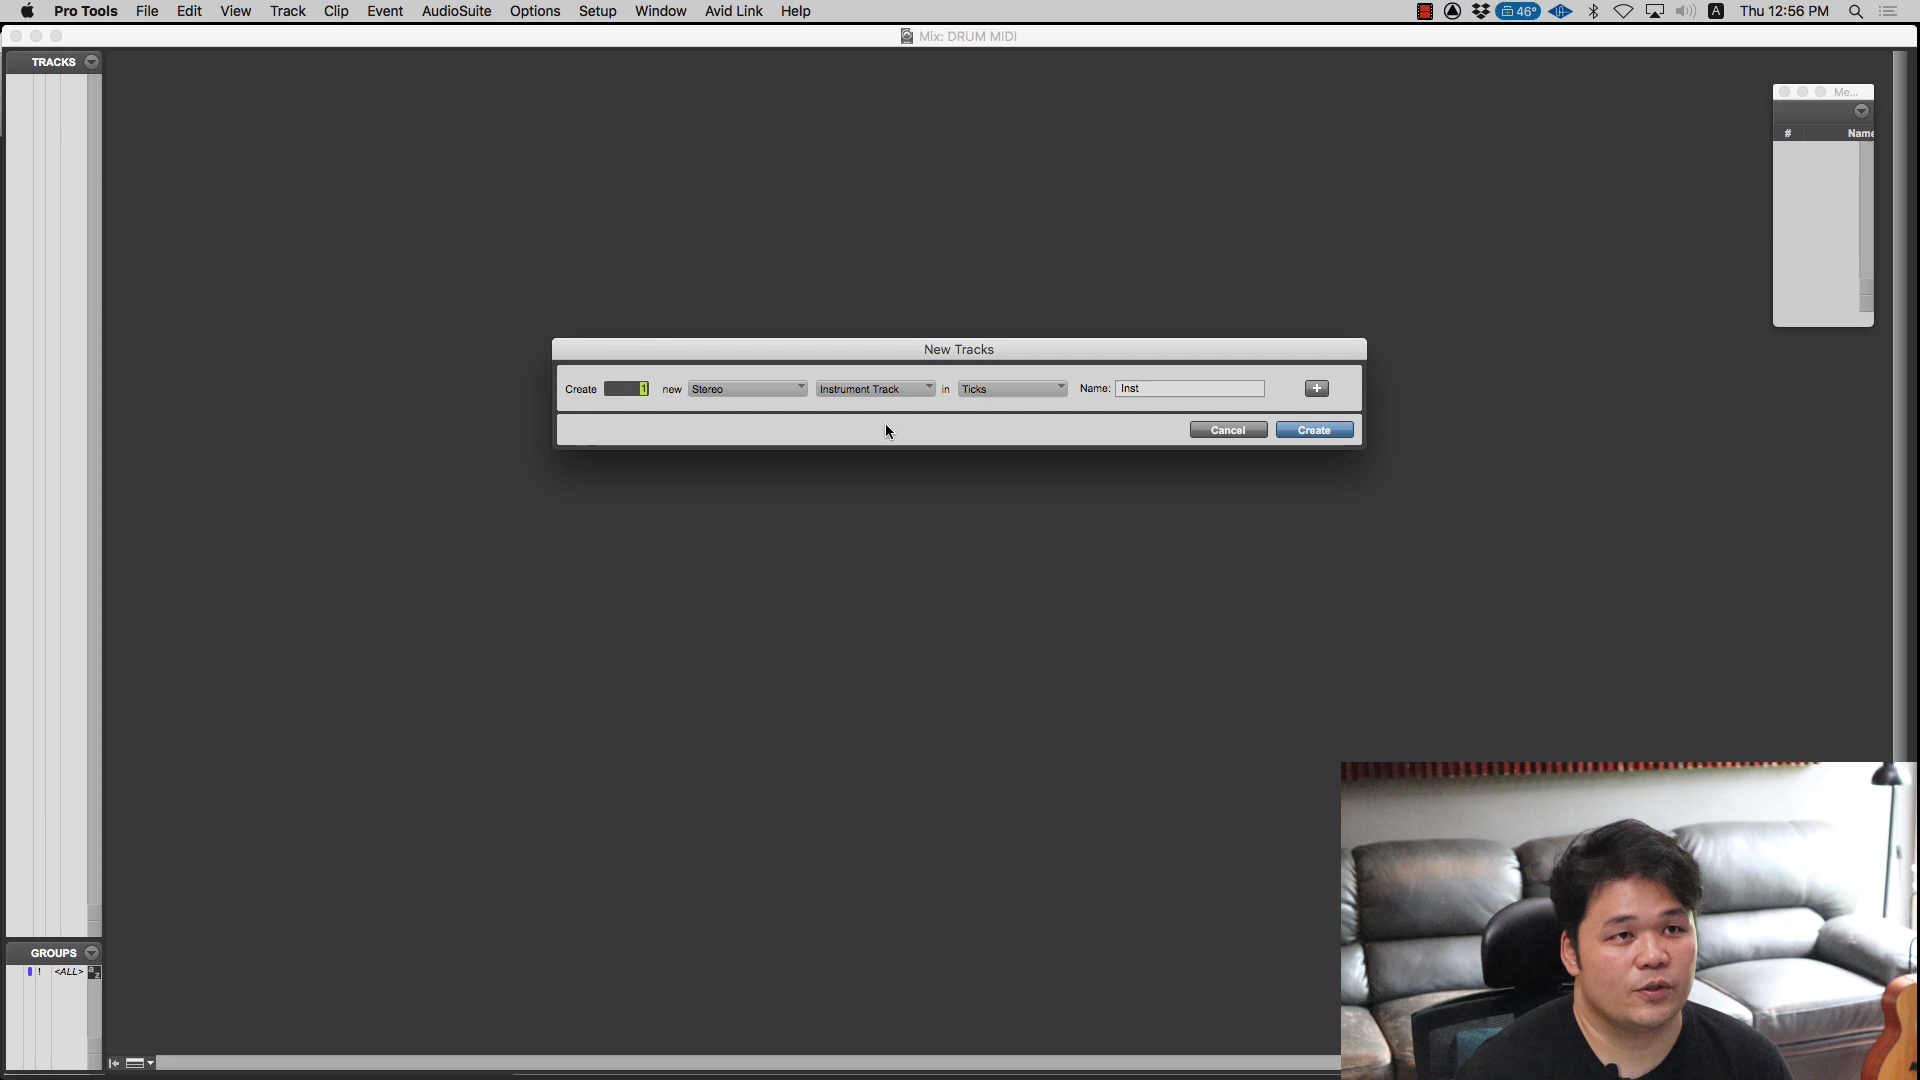 Pro Tools File Edit View Track Clip Event AudioSuite Options Setup Window Avid Link Help 46° A Thu 12:56 PM
Mix: DRUM MIDI
TRACKS
Me...
# Name
New Tracks
Create 1 new Stereo Instrument Track in Ticks Name: Inst +
Cancel Create
GROUPS
! <ALL> a z